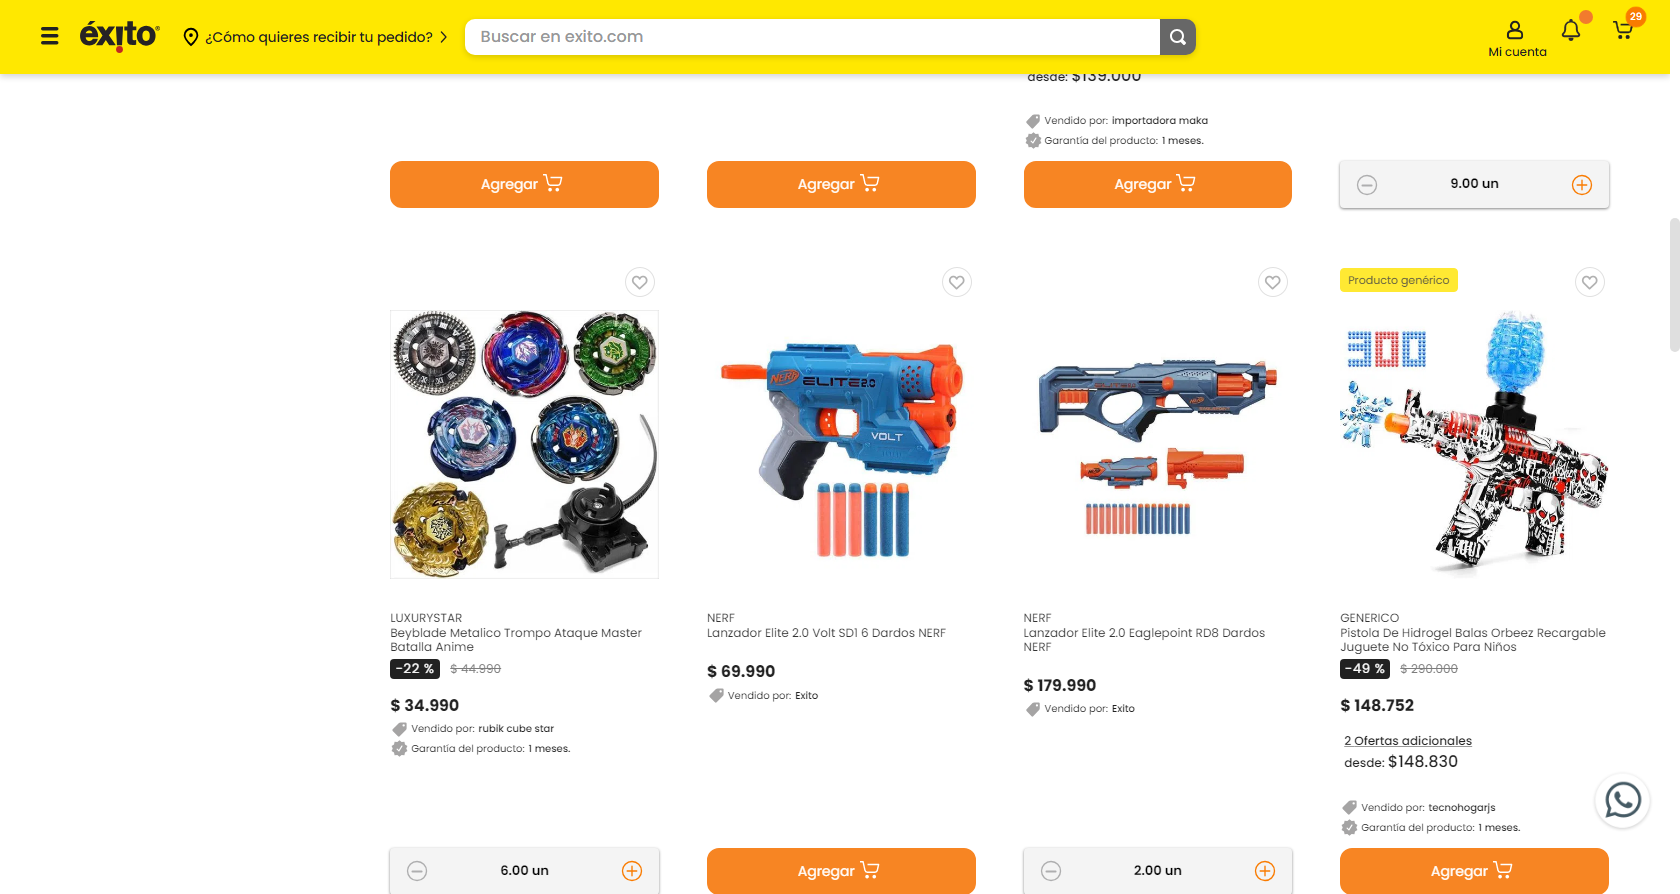 éxito
¿Cómo quieres recibir tu pedido?
Buscar en exito.com
Mi cuenta
29
desde: $139.000
Vendido por: importadora maka
Garantía del producto: 1 meses.
Agregar
Agregar
Agregar
9.00 un
Producto genérico
NERF ELITE 2.0
VOLT
300
LUXURYSTAR
Beyblade Metalico Trompo Ataque Master
Batalla Anime
-22 % $ 44.990
$ 34.990
Vendido por: rubik cube star
Garantía del producto: 1 meses.
6.00 un
NERF
Lanzador Elite 2.0 Volt SD1 6 Dardos NERF
$ 69.990
Vendido por: Exito
Agregar
NERF
Lanzador Elite 2.0 Eaglepoint RD8 Dardos
NERF
$ 179.990
Vendido por: Exito
2.00 un
GENERICO
Pistola De Hidrogel Balas Orbeez Recargable
Juguete No Tóxico Para Niños
-49 % $ 290.000
$ 148.752
2 Ofertas adicionales
desde: $148.830
Vendido por: tecnohogarjs
Garantía del producto: 1 meses.
Agregar